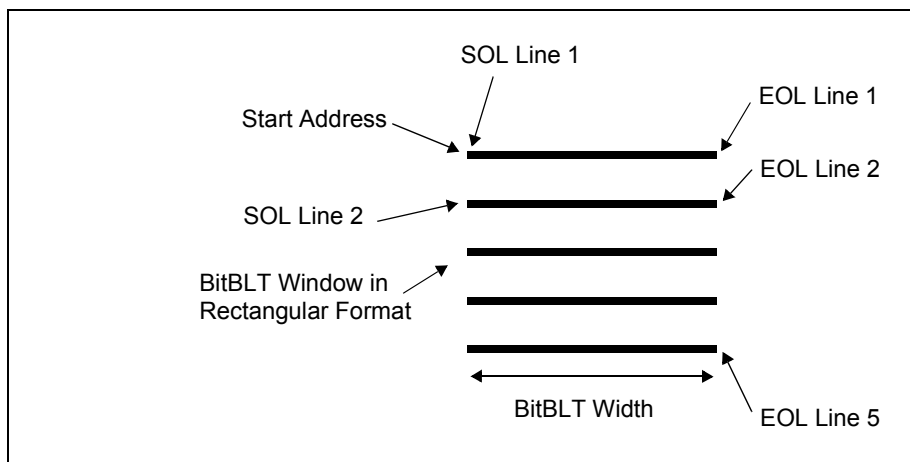 SOL Line 1
EOL Line 1
Start Address
EOL Line 2
SOL Line 2
BitBLT Window in
Rectangular Format
BitBLT Width
EOL Line 5